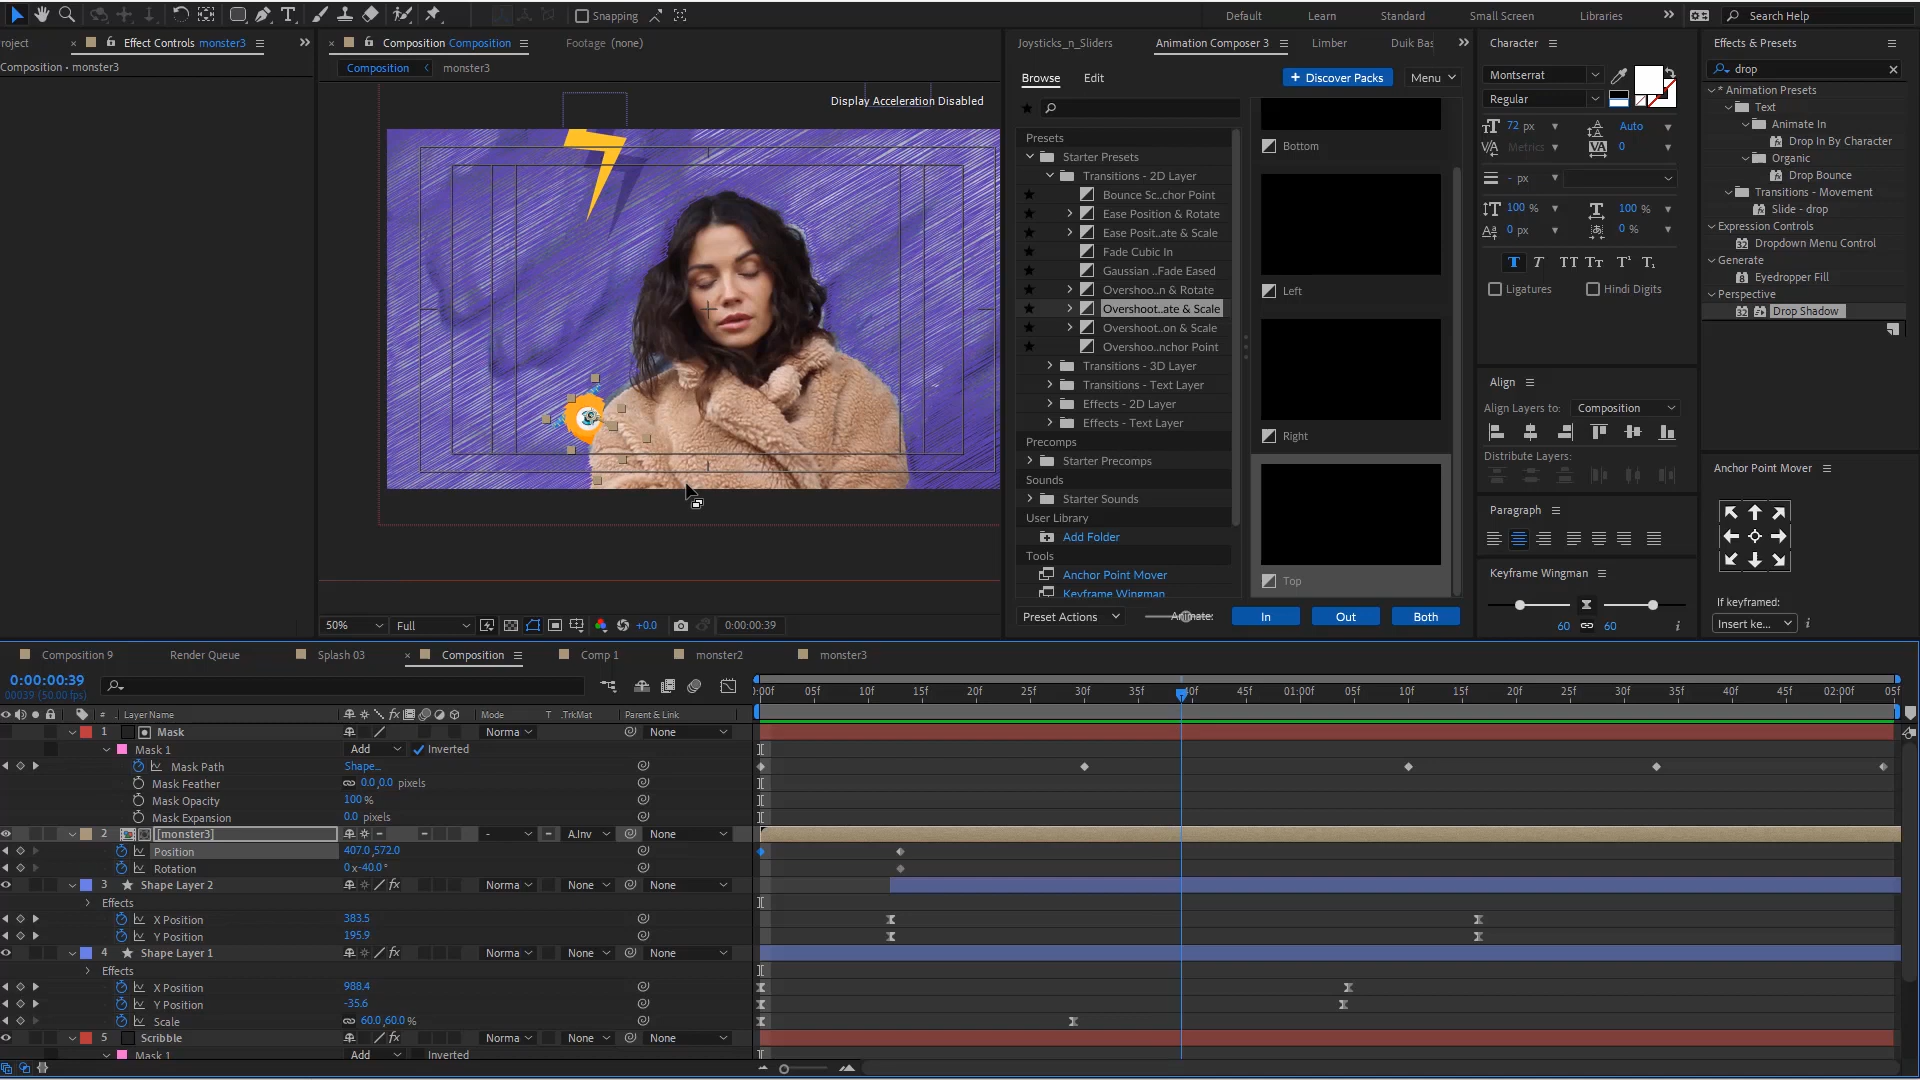 Default Learn Standard Small Screen Libraries Search Help
Snapping
roject Effect Controls monster3 Composition Composition Footage (none) Joysticks_n_Sliders Animation Composer 3 Limber Duik Bas Character Effects & Presets
Composition • monster3
Composition monster3
Display Acceleration Disabled
Browse Edit + Discover Packs Menu
Presets
Starter Presets
Transitions - 2D Layer
Bounce Sc..chor Point
Ease Position & Rotate
Ease Posit..ate & Scale
Fade Cubic In
Gaussian ..Fade Eased
Overshoo..n & Rotate
Overshoot..ate & Scale
Overshoot..on & Scale
Overshoo..nchor Point
Transitions - 3D Layer
Transitions - Text Layer
Effects - 2D Layer
Effects - Text Layer
Precomps
Starter Precomps
Sounds
Starter Sounds
User Library
Add Folder
Tools
Anchor Point Mover
Keyframe Wingman
Bottom
Left
Right
Top
Preset Actions Animate: In Out Both
Montserrat
Regular
72 px Auto
Metrics 0
- px
100 % 100 %
0 px 0 %
T T TT Tt T¹ T₁
Ligatures Hindi Digits
Align
Align Layers to: Composition
Distribute Layers:
Paragraph
Keyframe Wingman
60 60
drop
* Animation Presets
Text
Animate In
Drop In By Character
Organic
Drop Bounce
Transitions - Movement
Slide - drop
Expression Controls
Dropdown Menu Control
Generate
Eyedropper Fill
Perspective
Drop Shadow
Anchor Point Mover
If keyframed:
Insert ke...
50% Full +0.0 0:00:00:39
Composition 9 Render Queue Splash 03 Composition Comp 1 monster2 monster3
0:00:00:39
00039 (50.00 fps)
):00f 05f 10f 15f 20f 25f 30f 35f 40f 45f 01:00f 05f 10f 15f 20f 25f 30f 35f 40f 45f 02:00f 05f
# Layer Name Mode T .TrkMat Parent & Link
1 Mask Norma None
Mask 1 Add Inverted
Mask Path Shape...
Mask Feather 0.0,0.0 pixels
Mask Opacity 100 %
Mask Expansion 0.0 pixels
2 [monster3] - A.Inv None
Position 407.0,572.0
Rotation 0x-40.0°
3 Shape Layer 2 Norma None None
Effects
X Position 383.5
Y Position 195.9
4 Shape Layer 1 Norma None None
Effects
X Position 988.4
Y Position -35.6
Scale 60.0,60.0 %
5 Scribble Norma None None
Mask 1 Add Inverted